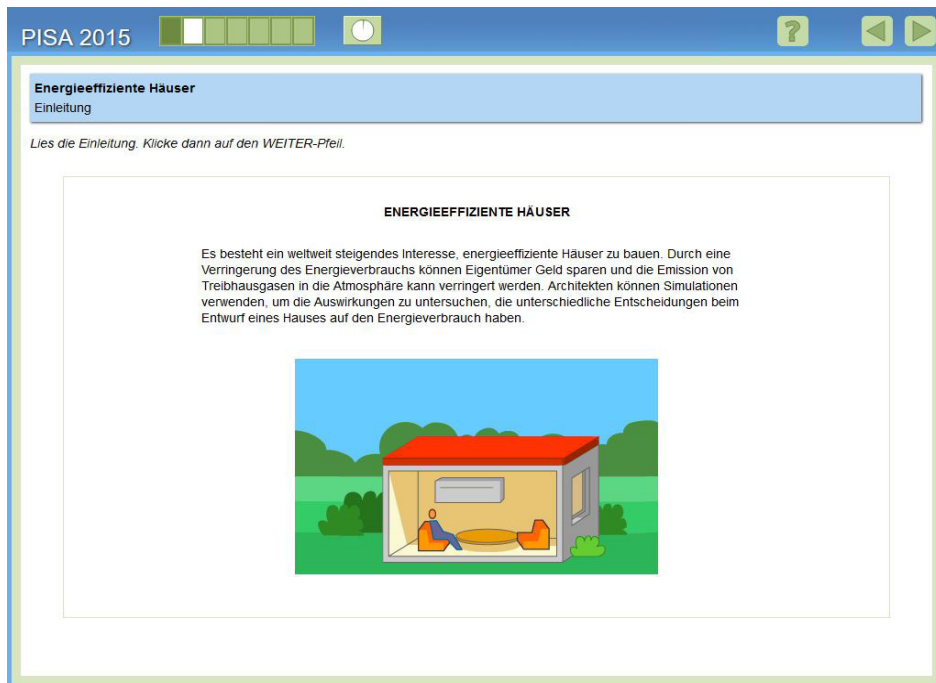 PISA 2015
?
Energieeffiziente Häuser
Einleitung
Lies die Einleitung. Klicke dann auf den WEITER-Pfeil.
ENERGIEEFFIZIENTE HÄUSER
Es besteht ein weltweit steigendes Interesse, energieeffiziente Häuser zu bauen. Durch eine
Verringerung des Energieverbrauchs können Eigentümer Geld sparen und die Emission von
Treibhausgasen in die Atmosphäre kann verringert werden. Architekten können Simulationen
verwenden, um die Auswirkungen zu untersuchen, die unterschiedliche Entscheidungen beim
Entwurf eines Hauses auf den Energieverbrauch haben.